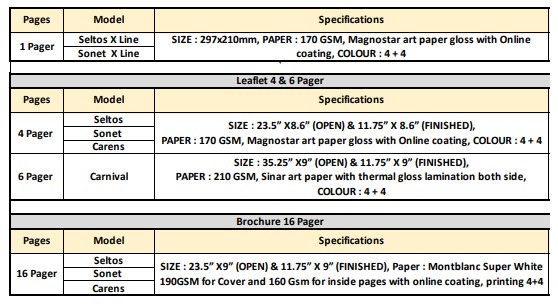 Pages Model Specifications
1 Pager Seltos X Line SIZE : 297x210mm, PAPER : 170 GSM, Magnostar art paper gloss with Online
Sonet X Line coating, COLOUR : 4 + 4
Leaflet 4 & 6 Pager
Pages Model Specifications
Seltos
4 Pager Sonet SIZE : 23.5” X8.6” (OPEN) & 11.75” X 8.6” (FINISHED),
Carens PAPER : 170 GSM, Magnostar art paper gloss with Online coating, COLOUR : 4 + 4
SIZE : 35.25” X9” (OPEN) & 11.75” X 9” (FINISHED),
6 Pager Carnival PAPER : 210 GSM, Sinar art paper with thermal gloss lamination both side,
COLOUR : 4 + 4
Brochure 16 Pager
Pages Model Specifications
Seltos SIZE : 23.5” X9” (OPEN) & 11.75” X 9” (FINISHED), Paper : Montblanc Super White
16 Pager Sonet 190GSM for Cover and 160 Gsm for inside pages with online coating, printing 4+4
Carens